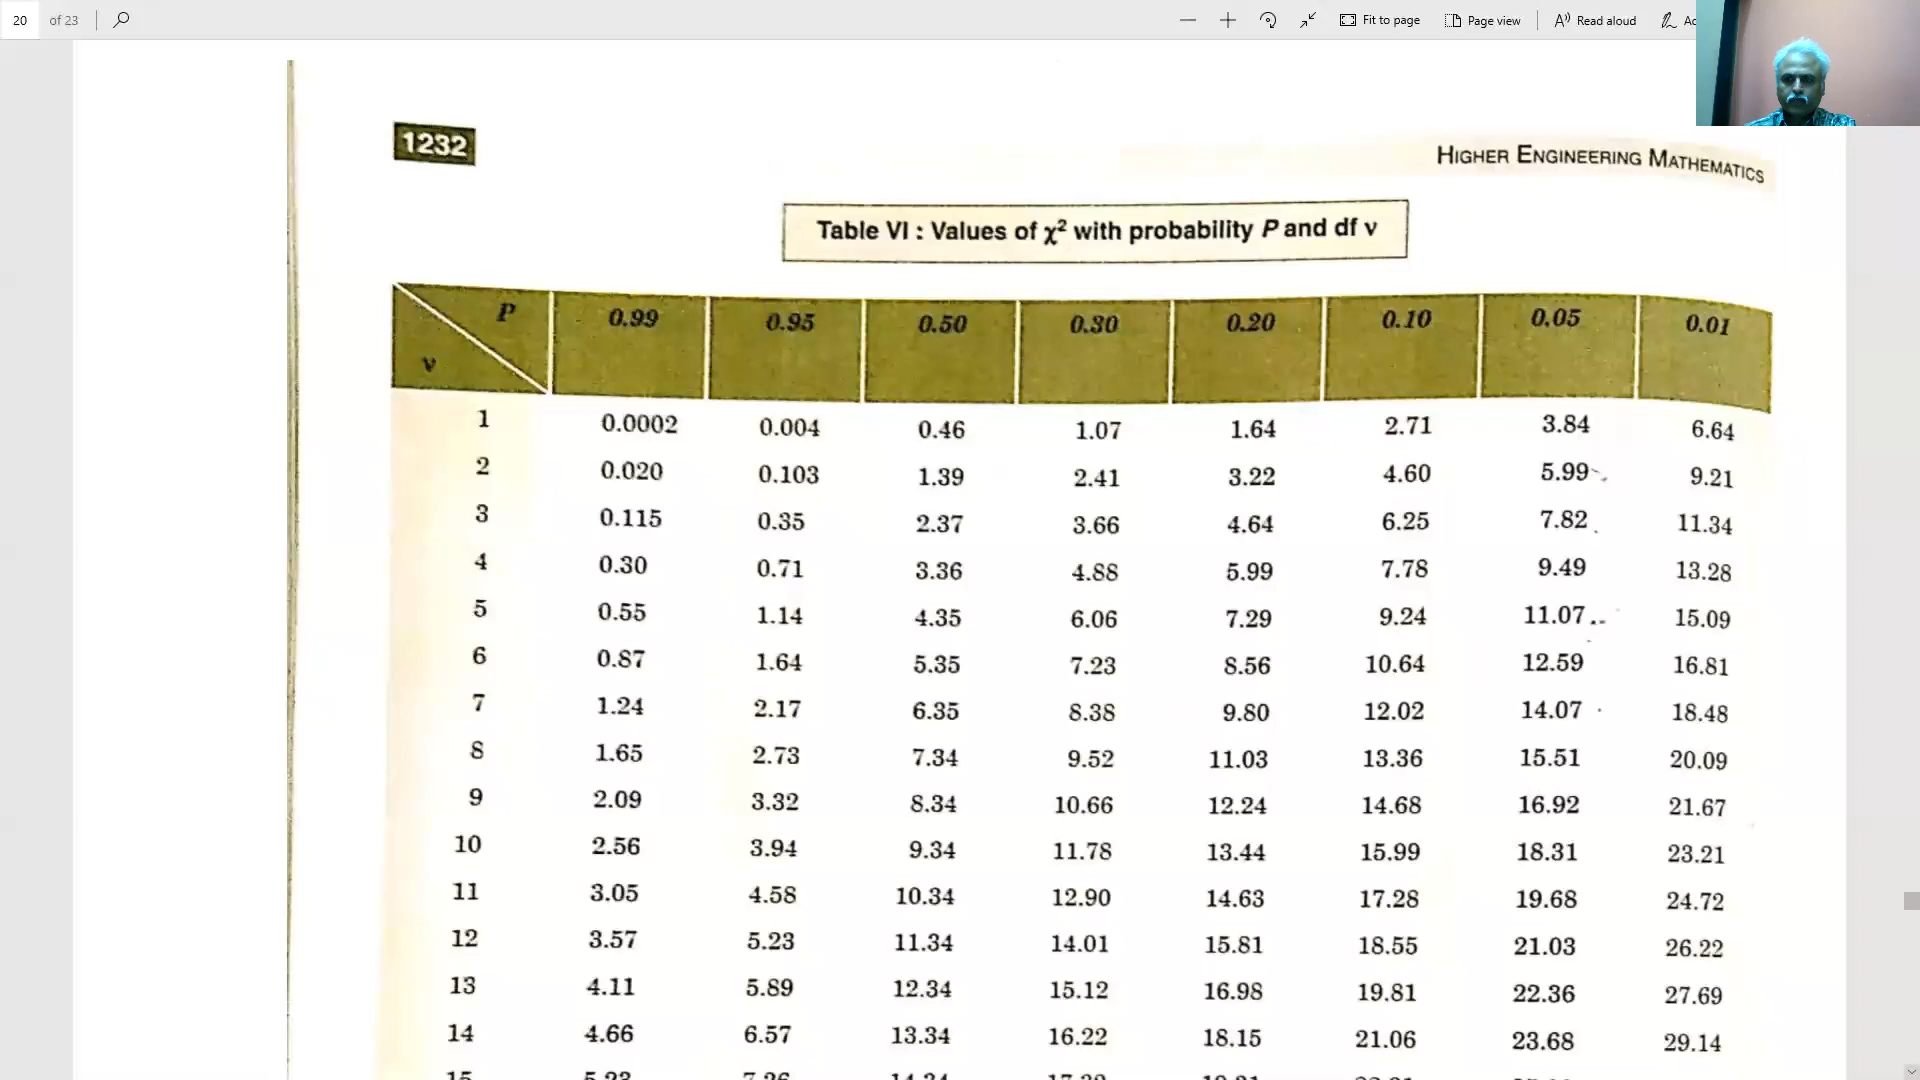 20 of 23 Fit to page Page view Read aloud
1232
HIGHER ENGINEERING MATHEMATICS
Table VI : Values of χ² with probability P and df ν
P 0.99 0.95 0.50 0.30 0.20 0.10 0.05 0.01
ν
1 0.0002 0.004 0.46 1.07 1.64 2.71 3.84 6.64
2 0.020 0.103 1.39 2.41 3.22 4.60 5.99 9.21
3 0.115 0.35 2.37 3.66 4.64 6.25 7.82 11.34
4 0.30 0.71 3.36 4.88 5.99 7.78 9.49 13.28
5 0.55 1.14 4.35 6.06 7.29 9.24 11.07 15.09
6 0.87 1.64 5.35 7.23 8.56 10.64 12.59 16.81
7 1.24 2.17 6.35 8.38 9.80 12.02 14.07 18.48
8 1.65 2.73 7.34 9.52 11.03 13.36 15.51 20.09
9 2.09 3.32 8.34 10.66 12.24 14.68 16.92 21.67
10 2.56 3.94 9.34 11.78 13.44 15.99 18.31 23.21
11 3.05 4.58 10.34 12.90 14.63 17.28 19.68 24.72
12 3.57 5.23 11.34 14.01 15.81 18.55 21.03 26.22
13 4.11 5.89 12.34 15.12 16.98 19.81 22.36 27.69
14 4.66 6.57 13.34 16.22 18.15 21.06 23.68 29.14